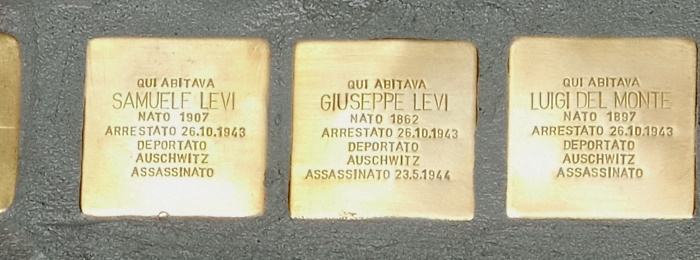 QUI ABITAVA
SAMUELE LEVI
NATO 1907
ARRESTATO 26.10.1943
DEPORTATO
AUSCHWITZ
ASSASSINATO
QUI ABITAVA
GIUSEPPE LEVI
NATO 1862
ARRESTATO 26.10.1943
DEPORTATO
AUSCHWITZ
ASSASSINATO 23.5.1944
QUI ABITAVA
LUIGI DEL MONTE
NATO 1897
ARRESTATO 26.10.1943
DEPORTATO
AUSCHWITZ
ASSASSINATO